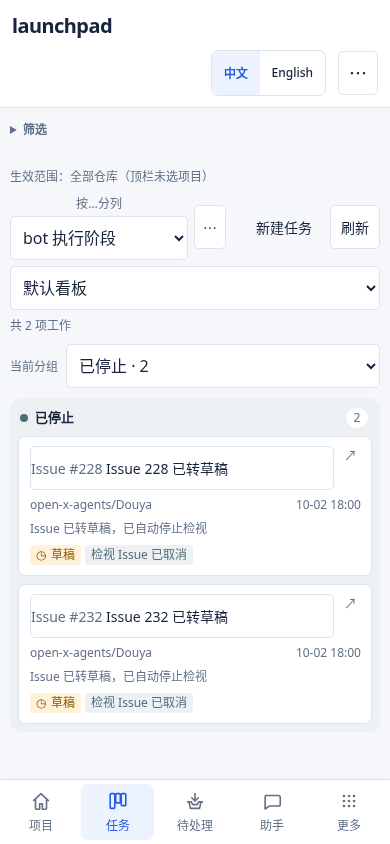 launchpad
中文 English ···
▶ 筛选
生效范围：全部仓库（顶栏未选项目）
按...分列
bot 执行阶段 ··· 新建任务 刷新
默认看板
共 2 项工作
当前分组 已停止 · 2
已停止 2
Issue #228 Issue 228 已转草稿 ↗
open-x-agents/Douya 10-02 18:00
Issue 已转草稿，已自动停止检视
◷ 草稿 检视 Issue 已取消
Issue #232 Issue 232 已转草稿 ↗
open-x-agents/Douya 10-02 18:00
Issue 已转草稿，已自动停止检视
◷ 草稿 检视 Issue 已取消
项目 任务 待处理 助手 更多